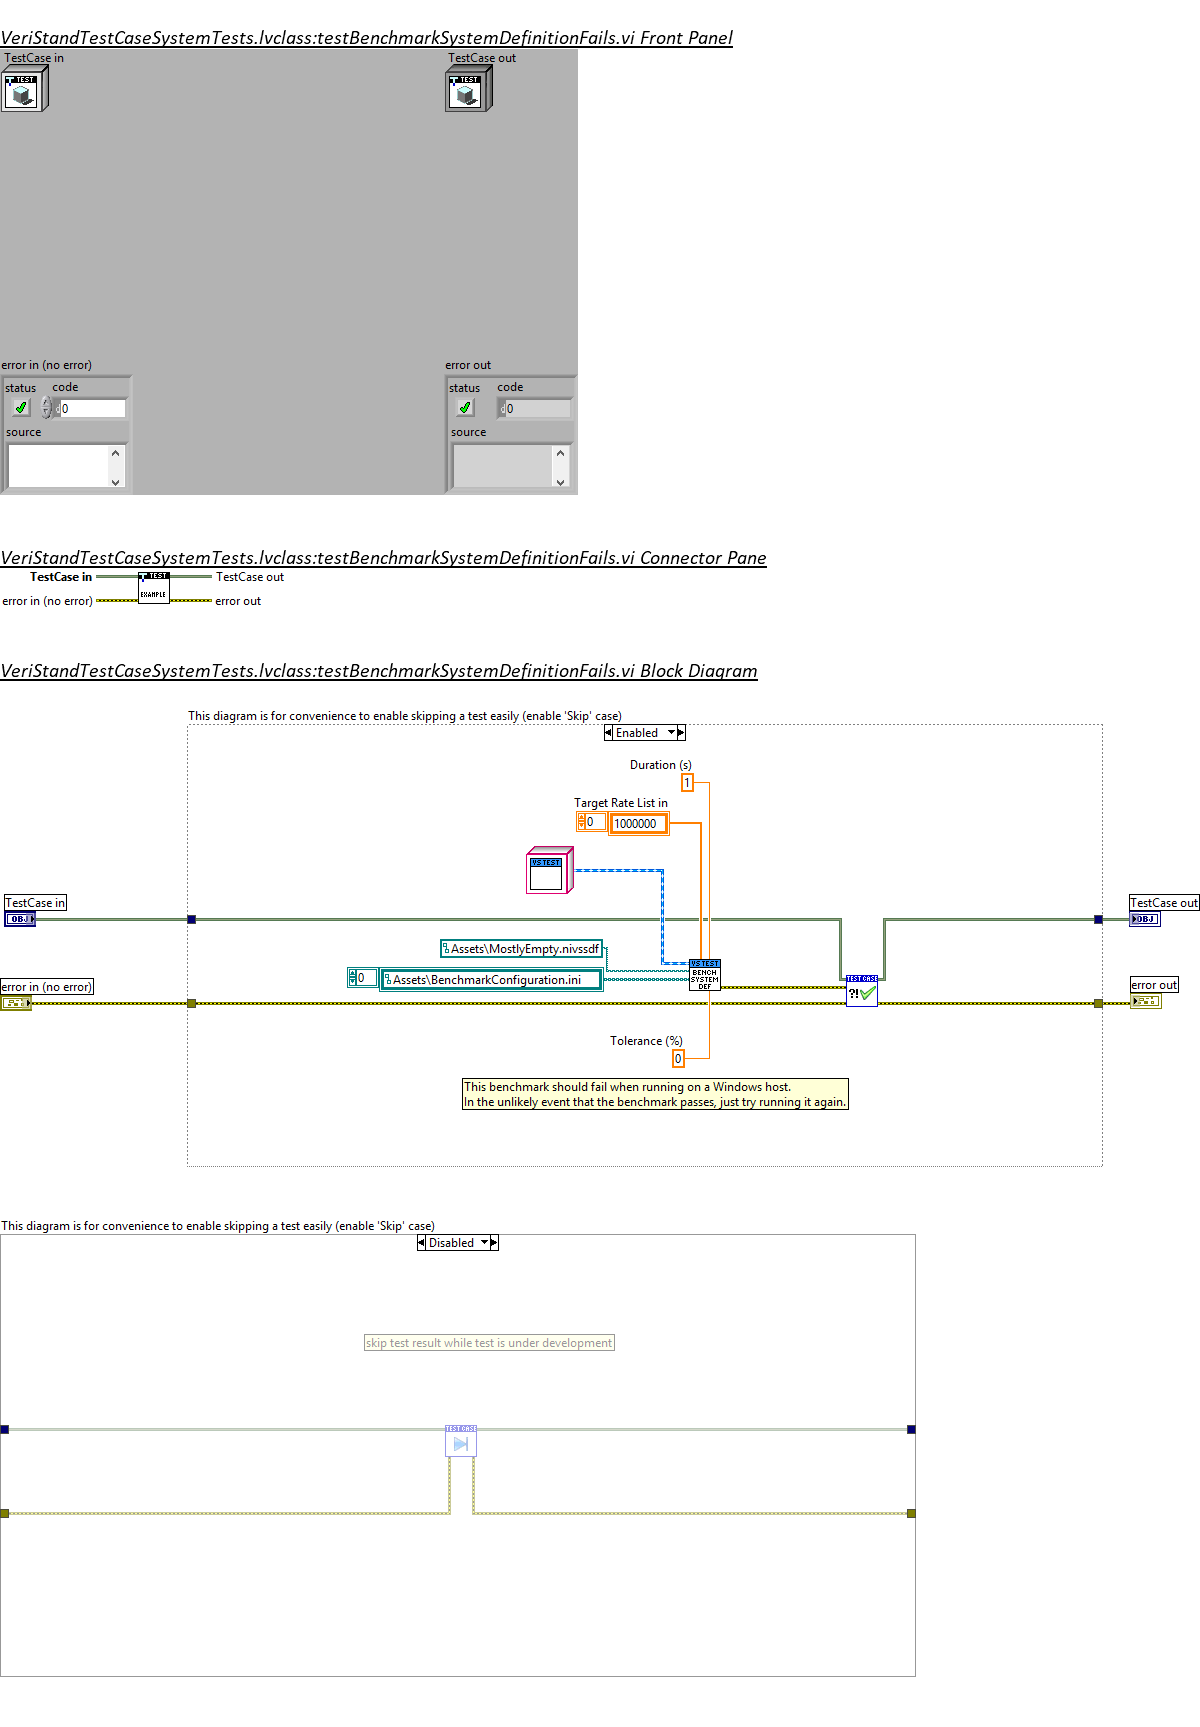 VeriStandTestCaseSystemTests.lvclass:testBenchmarkSystemDefinitionFails.vi Front Panel
TestCase in
TestCase out
TEST
TEST
error in (no error)
error out
status code
status code
d 0
d 0
source
source
VeriStandTestCaseSystemTests.lvclass:testBenchmarkSystemDefinitionFails.vi Connector Pane
TestCase in
TEST
TestCase out
error in (no error)
EXAMPLE
error out
VeriStandTestCaseSystemTests.lvclass:testBenchmarkSystemDefinitionFails.vi Block Diagram
This diagram is for convenience to enable skipping a test easily (enable 'Skip' case)
Enabled
Duration (s)
1
Target Rate List in
0
1000000
VS TEST
TestCase in
OBJ
TestCase out
OBJ
Assets\MostlyEmpty.nivssdf
0
Assets\BenchmarkConfiguration.ini
VS TEST
BENCH
SYSTEM
DEF
TEST CASE
?!
error in (no error)
error out
Tolerance (%)
0
This benchmark should fail when running on a Windows host.
In the unlikely event that the benchmark passes, just try running it again.
This diagram is for convenience to enable skipping a test easily (enable 'Skip' case)
Disabled
skip test result while test is under development
TEST CASE